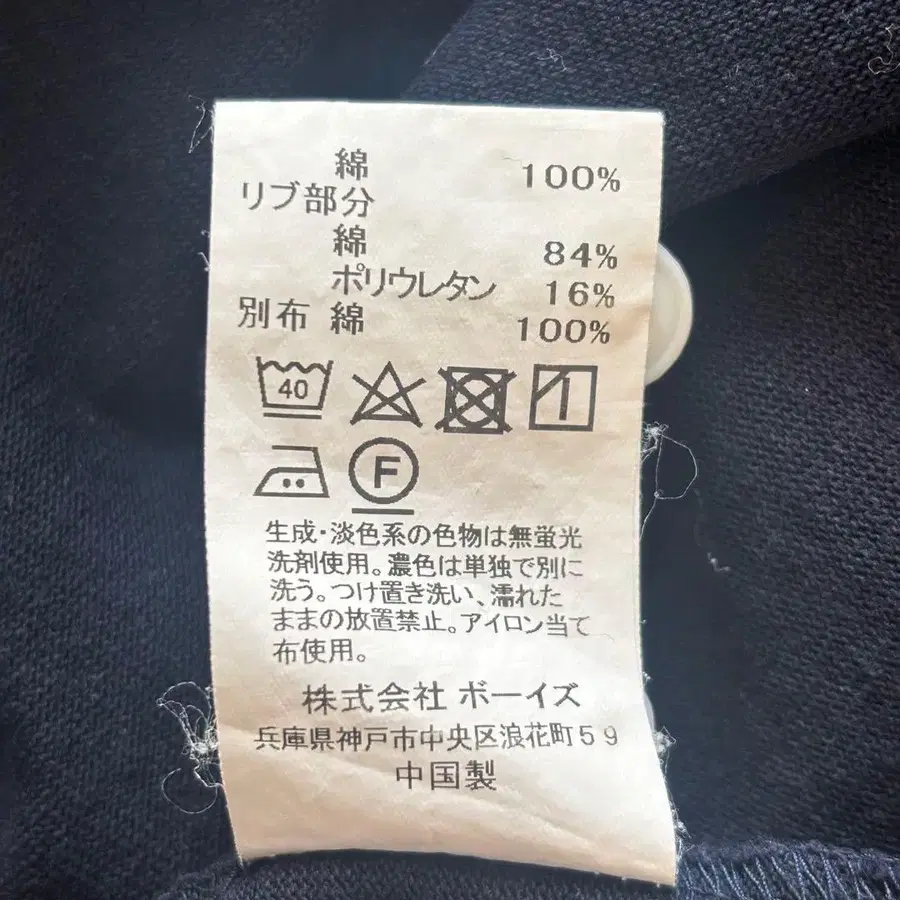 綿 100%
リブ部分
綿 84%
ポリウレタン 16%
別布 綿 100%
40
F
生成・淡色系の色物は無蛍光
洗剤使用。濃色は単独で別に
洗う。つけ置き洗い、濡れた
ままの放置禁止。アイロン当て
布使用。
株式会社 ボーイズ
兵庫県神戸市中央区浪花町59
中国製